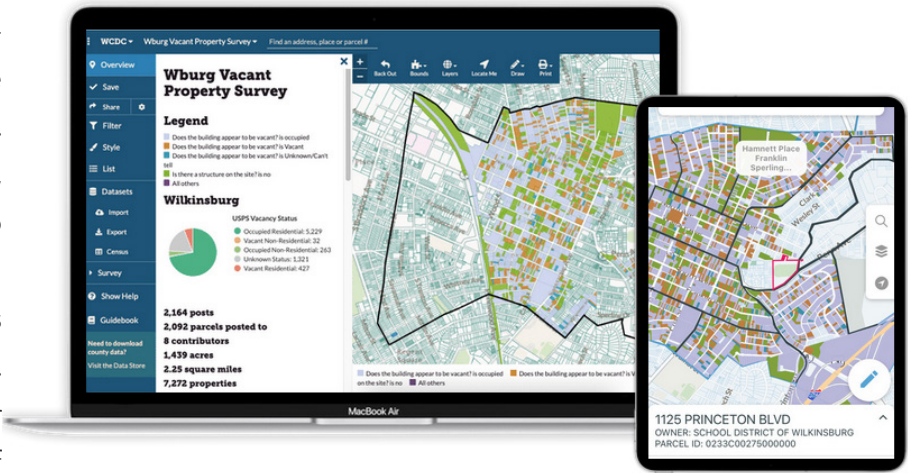 WCDC
Wburg Vacant Property Survey
Find an address, place or parcel #
Overview
Save
Share
Filter
Style
List
Datasets
Import
Export
Census
Survey
Show Help
Guidebook
Need to download
county data?
Visit the Data Store
Wburg Vacant
Property Survey
Legend
Does the building appear to be vacant? is occupied
Does the building appear to be vacant? is Vacant
Does the building appear to be vacant? is Unknown/Can't
tell
Is there a structure on the site? is no
All others
Wilkinsburg
USPS Vacancy Status
Occupied Residential: 5,229
Vacant Non-Residential: 32
Occupied Non-Residential: 263
Unknown Status: 1,321
Vacant Residential: 427
2,164 posts
2,092 parcels posted to
8 contributors
1,439 acres
2.25 square miles
7,272 properties
Back Out
Bounds
Layers
Locate Me
Draw
Print
Does the building appear to be vacant? is occupied
Does the building appear to be vacant? is V
on the site? is no
All others
MacBook Air
Hamnett Place
Franklin
Sperling...
Clark
Wesley St
1125 PRINCETON BLVD
OWNER: SCHOOL DISTRICT OF WILKINSBURG
PARCEL ID: 0233C00275000000